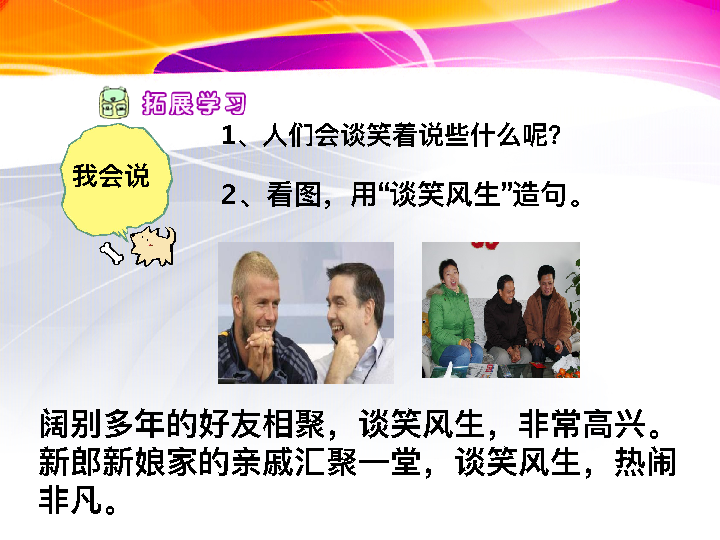 拓展学习
我会说
1、人们会谈笑着说些什么呢？
2、看图，用“谈笑风生”造句。
阔别多年的好友相聚，谈笑风生，非常高兴。
新郎新娘家的亲戚汇聚一堂，谈笑风生，热闹
非凡。